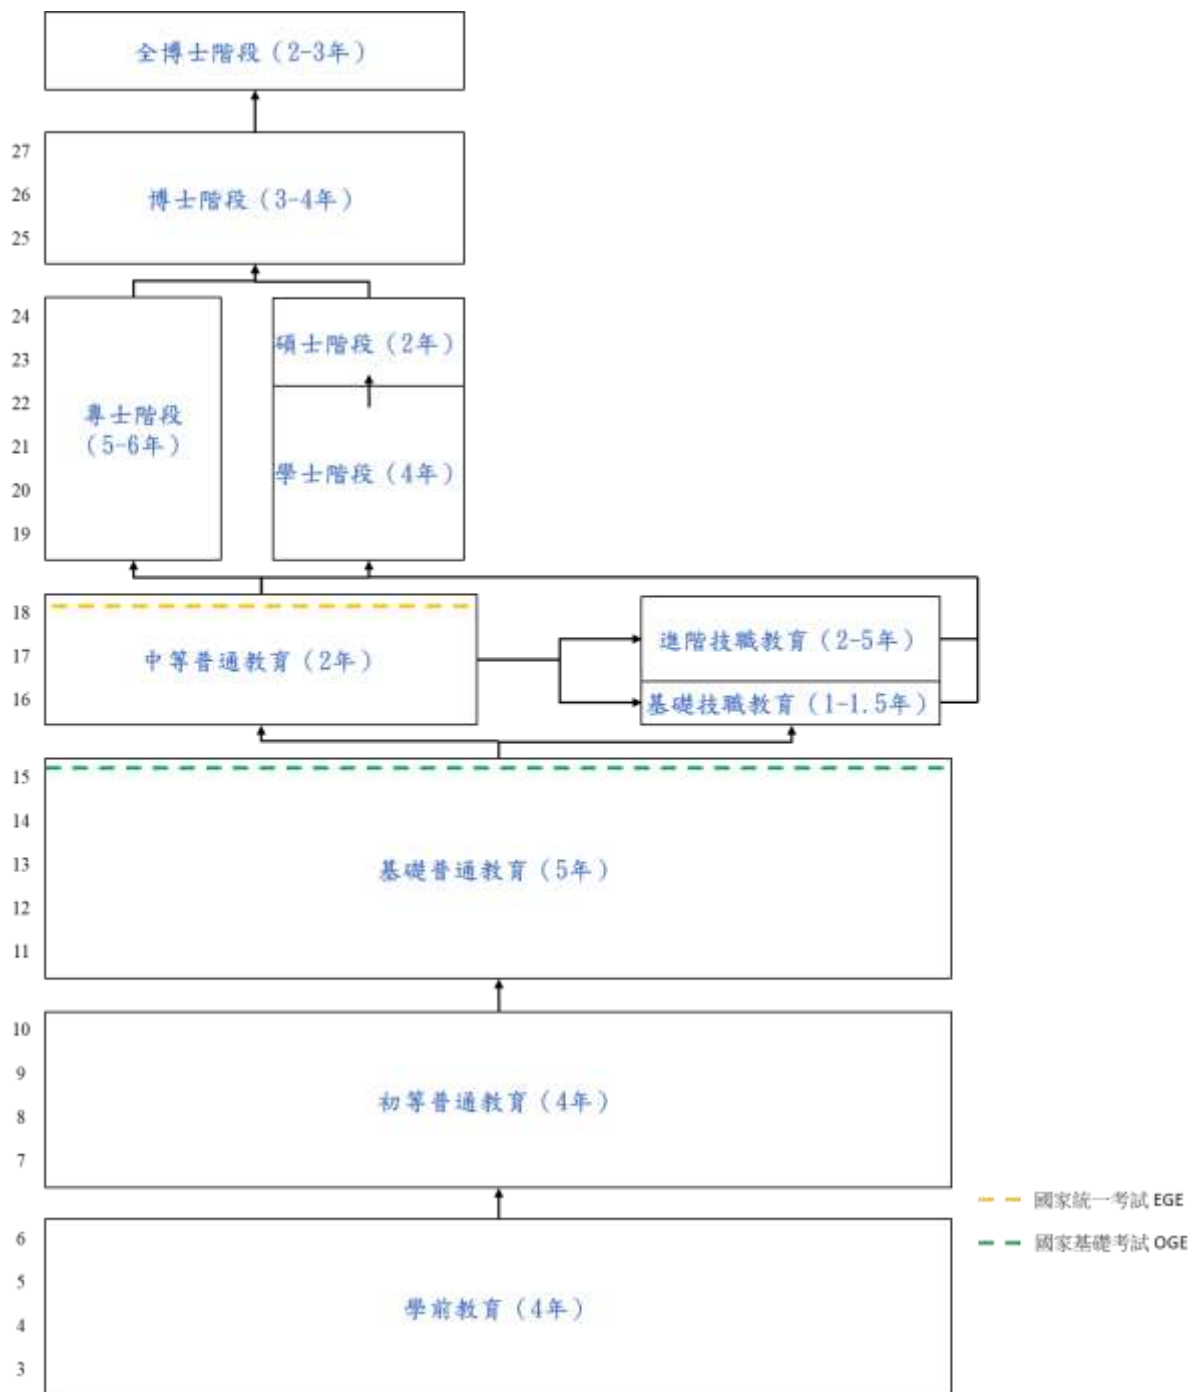 全博士階段（2-3年）
27
26
25
博士階段（3-4年）
24
23
22
21
20
19
專士階段
（5-6年）
碩士階段（2年）
學士階段（4年）
18
17
16
中等普通教育（2年）
進階技職教育（2-5年）
基礎技職教育（1-1.5年）
15
14
13
12
11
基礎普通教育（5年）
10
9
8
7
初等普通教育（4年）
6
5
4
3
學前教育（4年）
國家統一考試 EGE
國家基礎考試 OGE